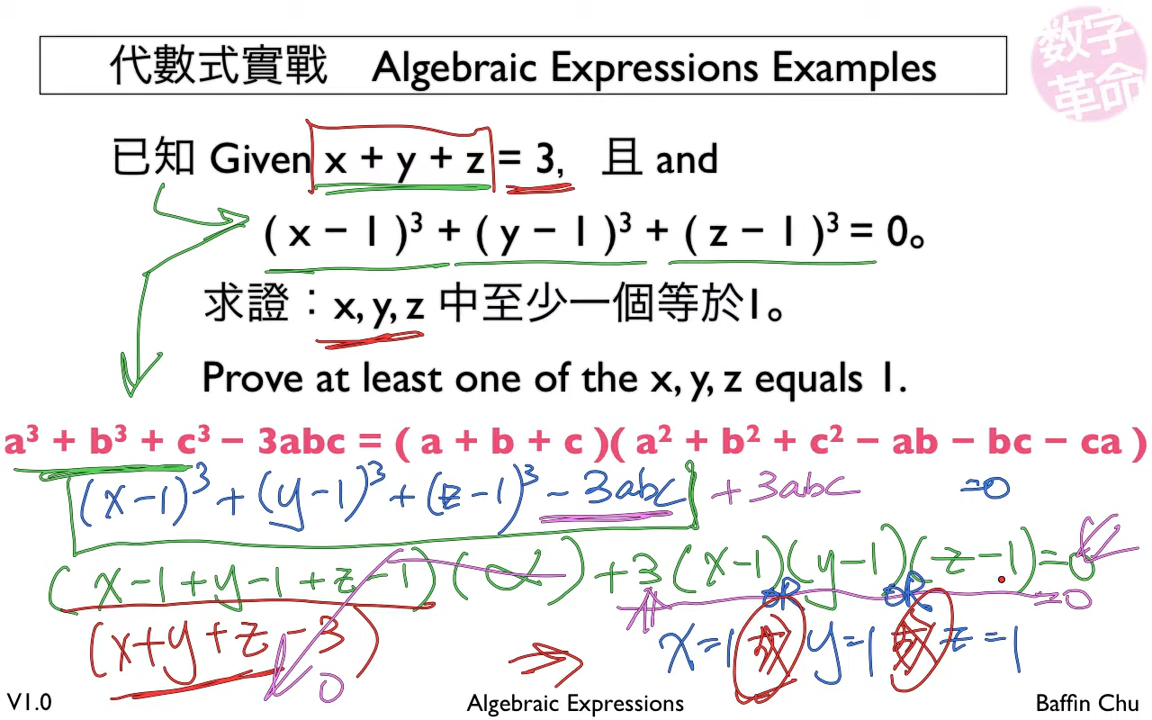 代數式實戰 Algebraic Expressions Examples
数字
革命
已知 Given x + y + z = 3, 且 and
( x − 1 )³ + ( y − 1 )³ + ( z − 1 )³ = 0。
求證：x, y, z 中至少一個等於1。
Prove at least one of the x, y, z equals 1.
a³ + b³ + c³ − 3abc = ( a + b + c )( a² + b² + c² − ab − bc − ca )
(x−1)³ + (y−1)³ + (z−1)³ − 3abc + 3abc =0
(x−1+y−1+z−1)( ) + 3(x−1)(y−1)(z−1)=0
OR OR =0
(x+y+z−3) 0 ⇒ x=1 y=1 z=1
V1.0 Algebraic Expressions Baffin Chu